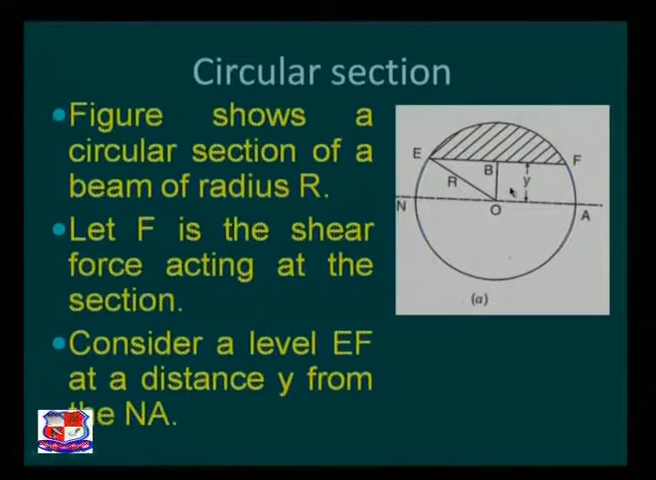 Circular section
Figure shows a
circular section of a
beam of radius R.
Let F is the shear
force acting at the
section.
Consider a level EF
at a distance y from
the NA.
E
F
B
y
R
N
O
A
(a)